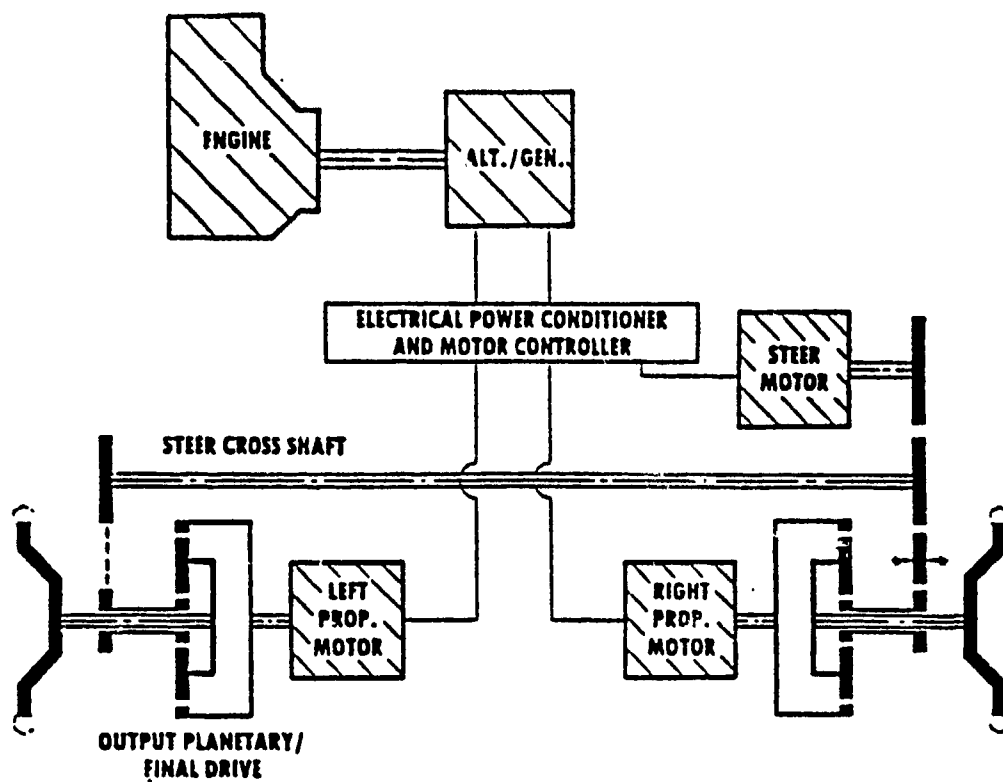 ENGINE
ALT./GEN.
ELECTRICAL POWER CONDITIONER
AND MOTOR CONTROLLER
STEER
MOTOR
STEER CROSS SHAFT
LEFT
PROP.
MOTOR
RIGHT
PROP.
MOTOR
OUTPUT PLANETARY/
FINAL DRIVE